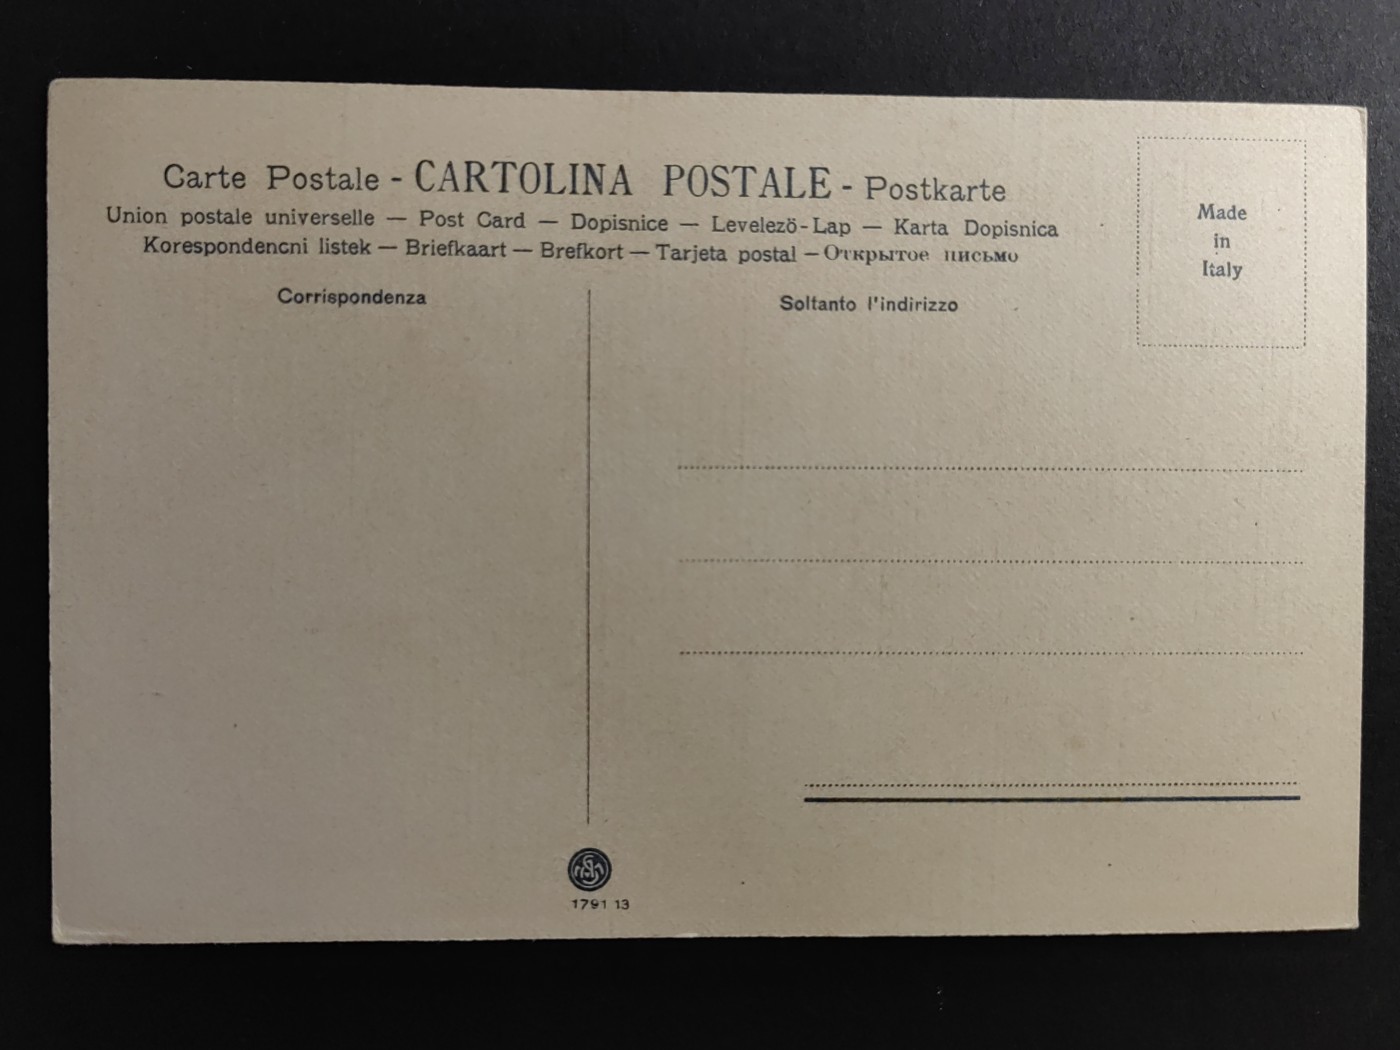 Carte Postale - CARTOLINA POSTALE - Postkarte
Union postale universelle — Post Card — Dopisnice — Levelezö-Lap — Karta Dopisnica
Korespondencni listek — Briefkaart — Brefkort — Tarjeta postal — Открытое письмо
Corrispondenza
Soltanto l'indirizzo
Made
in
Italy
1791 13